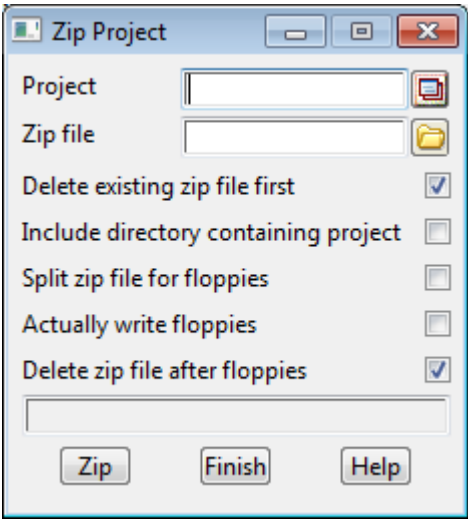 Zip Project
Project
Zip file
Delete existing zip file first
Include directory containing project
Split zip file for floppies
Actually write floppies
Delete zip file after floppies
Zip Finish Help